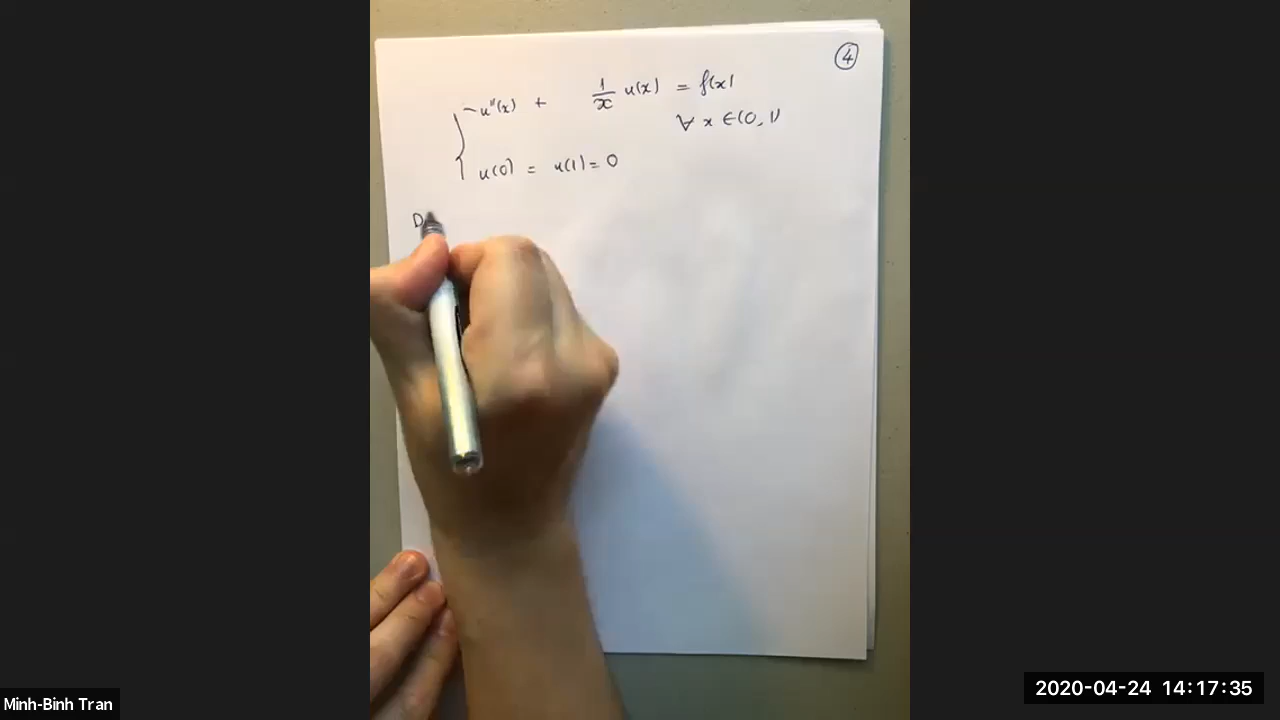 ④
-u''(x) + 1/x u(x) = f(x)
∀ x ∈ (0, 1)
u(0) = u(1) = 0
D
Minh-Binh Tran
2020-04-24 14:17:35